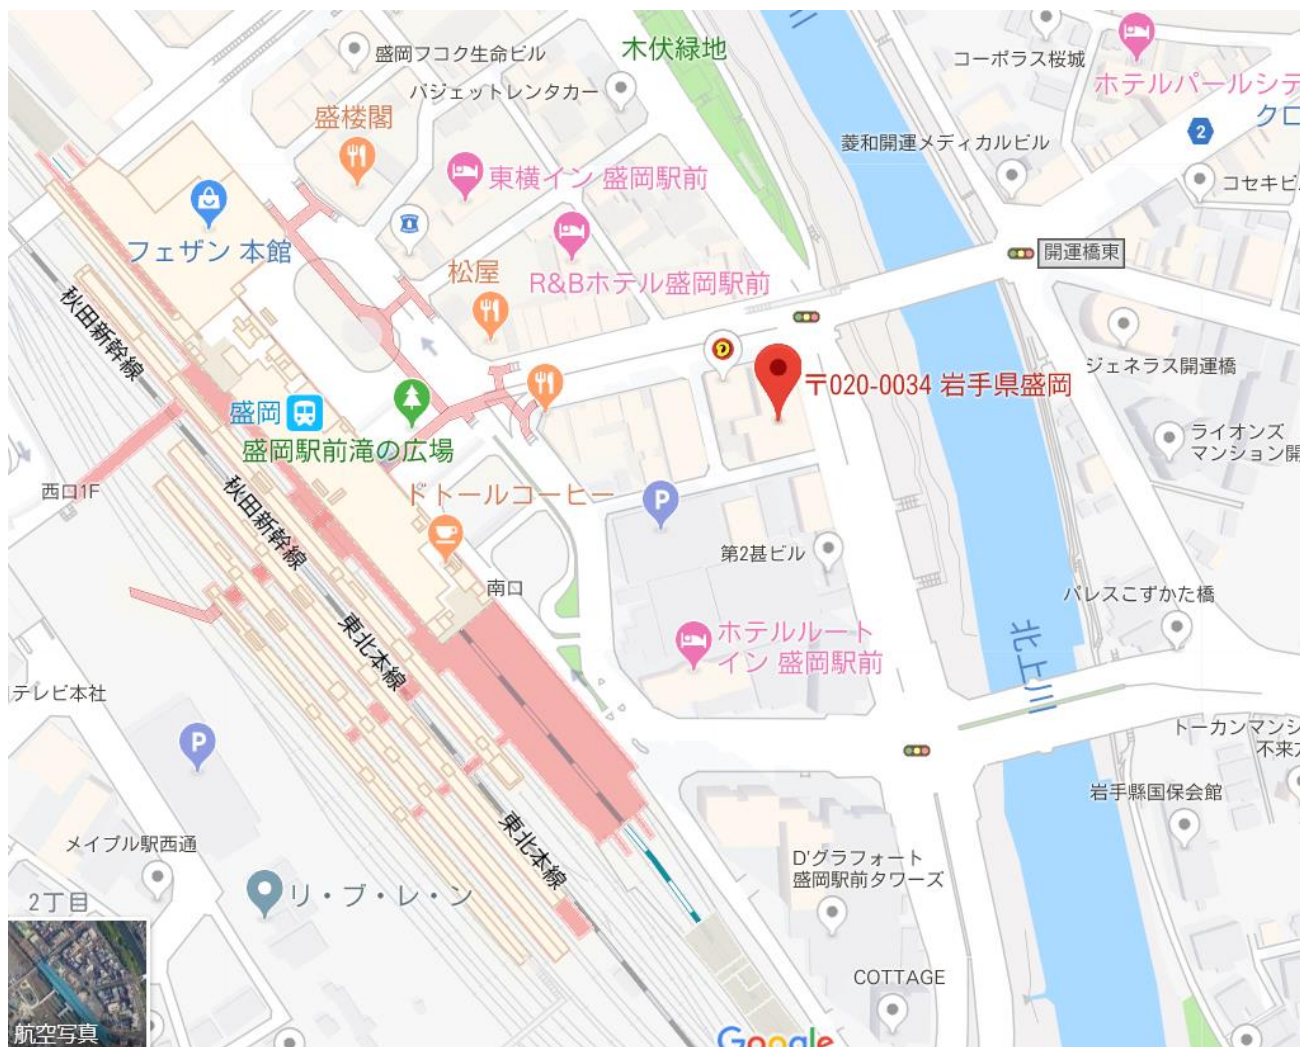 木伏緑地
盛岡フコク生命ビル
コーポラス桜城
バジェットレンタカー
ホテルパールシテ
クロ
盛楼閣
2
菱和開運メディカルビル
東横イン 盛岡駅前
コセキビ
フェザン 本館
開運橋東
松屋
R&Bホテル盛岡駅前
秋田新幹線
ジェネラス開運橋
〒020-0034 岩手県盛岡
盛岡
盛岡駅前滝の広場
ライオンズ
マンション開
西口1F
ドトールコーヒー
P
秋田新幹線
第2甚ビル
南口
パレスこずかた橋
ホテルルート
イン 盛岡駅前
北上川
東北本線
テレビ本社
P
トーカンマンシ
不来
岩手縣国保会館
メイプル駅西通
東北本線
D'グラフォート
盛岡駅前タワーズ
リ・ブ・レ・ン
2丁目
COTTAGE
航空写真
Google